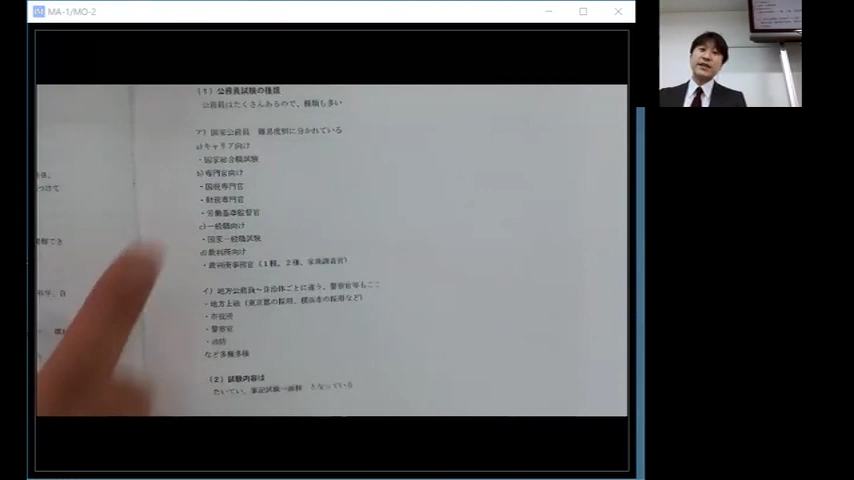 MA-1/MO-2
(1)公務員試験の種類
公務員はたくさんあるので、種類も多い
ア)国家公務員　難易度別に分かれている
a)キャリア向け
・国家総合職試験
b)専門官向け
・国税専門官
・財務専門官
・労働基準監督官
c)一般職向け
・国家一般職試験
d)裁判所向け
・裁判所事務官(1種、2種、家裁調査官)
イ)地方公務員～自治体ごとに違う、警察官等もここ
・地方上級(東京都の採用、横浜市の採用など)
・市役所
・警察官
・消防
など多種多様
(2)試験内容は
たいてい、筆記試験→面接　となっている